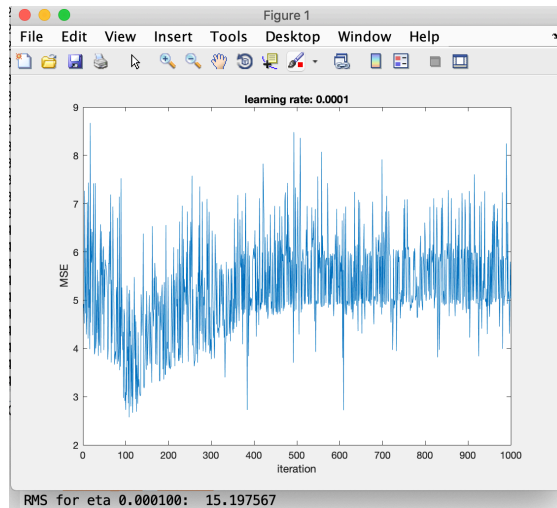 Figure 1
File Edit View Insert Tools Desktop Window Help
learning rate: 0.0001
9
8
7
6
5
4
3
2
MSE
0 100 200 300 400 500 600 700 800 900 1000
iteration
RMS for eta 0.000100: 15.197567